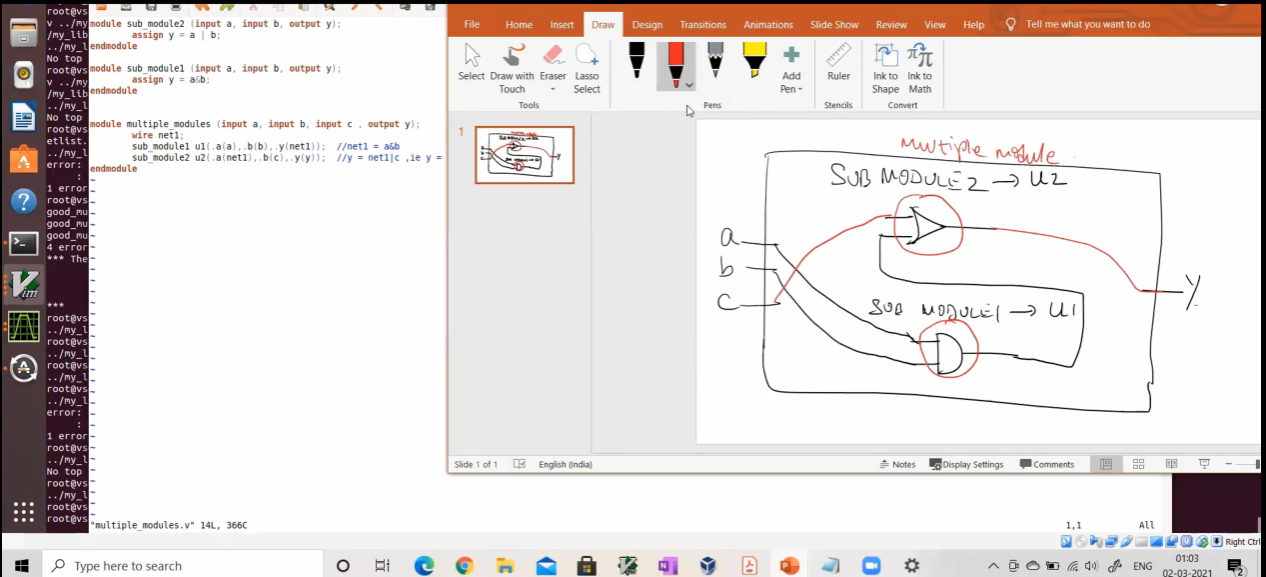 root@vs
/my_lib
../my_l
No top
root@vs
v ../my
/my_lib
../my_l
No top
root@vs
etlist.
error:
:
1 error
root@vs
good_mu
good_mu
good_mu
4 error
*** The
***
root@vs
../my_l
root@vs
../my_l
root@vs
../my_l
root@vs
error:
:
1 error
root@vs
../my_l
No top
root@vs
../my_l
root@vs
root@vs
module sub_module2 (input a, input b, output y);
assign y = a | b;
endmodule
module sub_module1 (input a, input b, output y);
assign y = a&b;
endmodule
module multiple_modules (input a, input b, input c , output y);
wire net1;
sub_module1 u1(.a(a),.b(b),.y(net1)); //net1 = a&b
sub_module2 u2(.a(net1),.b(c),.y(y)); //y = net1|c ,ie y =
endmodule
"multiple_modules.v" 14L, 366C
1,1 All
File Home Insert Draw Design Transitions Animations Slide Show Review View Help Tell me what you want to do
Select Draw with Touch Eraser Lasso Select Add Pen Ruler Ink to Shape Ink to Math
Tools Pens Stencils Convert
1
multiple module
SUB MODULE2 → U2
a
b
c
SUB MODULE1 → U1
Y
Slide 1 of 1 English (India) Notes Display Settings Comments
Right Ctrl
Type here to search
ENG
01:03
02-03-2021
2